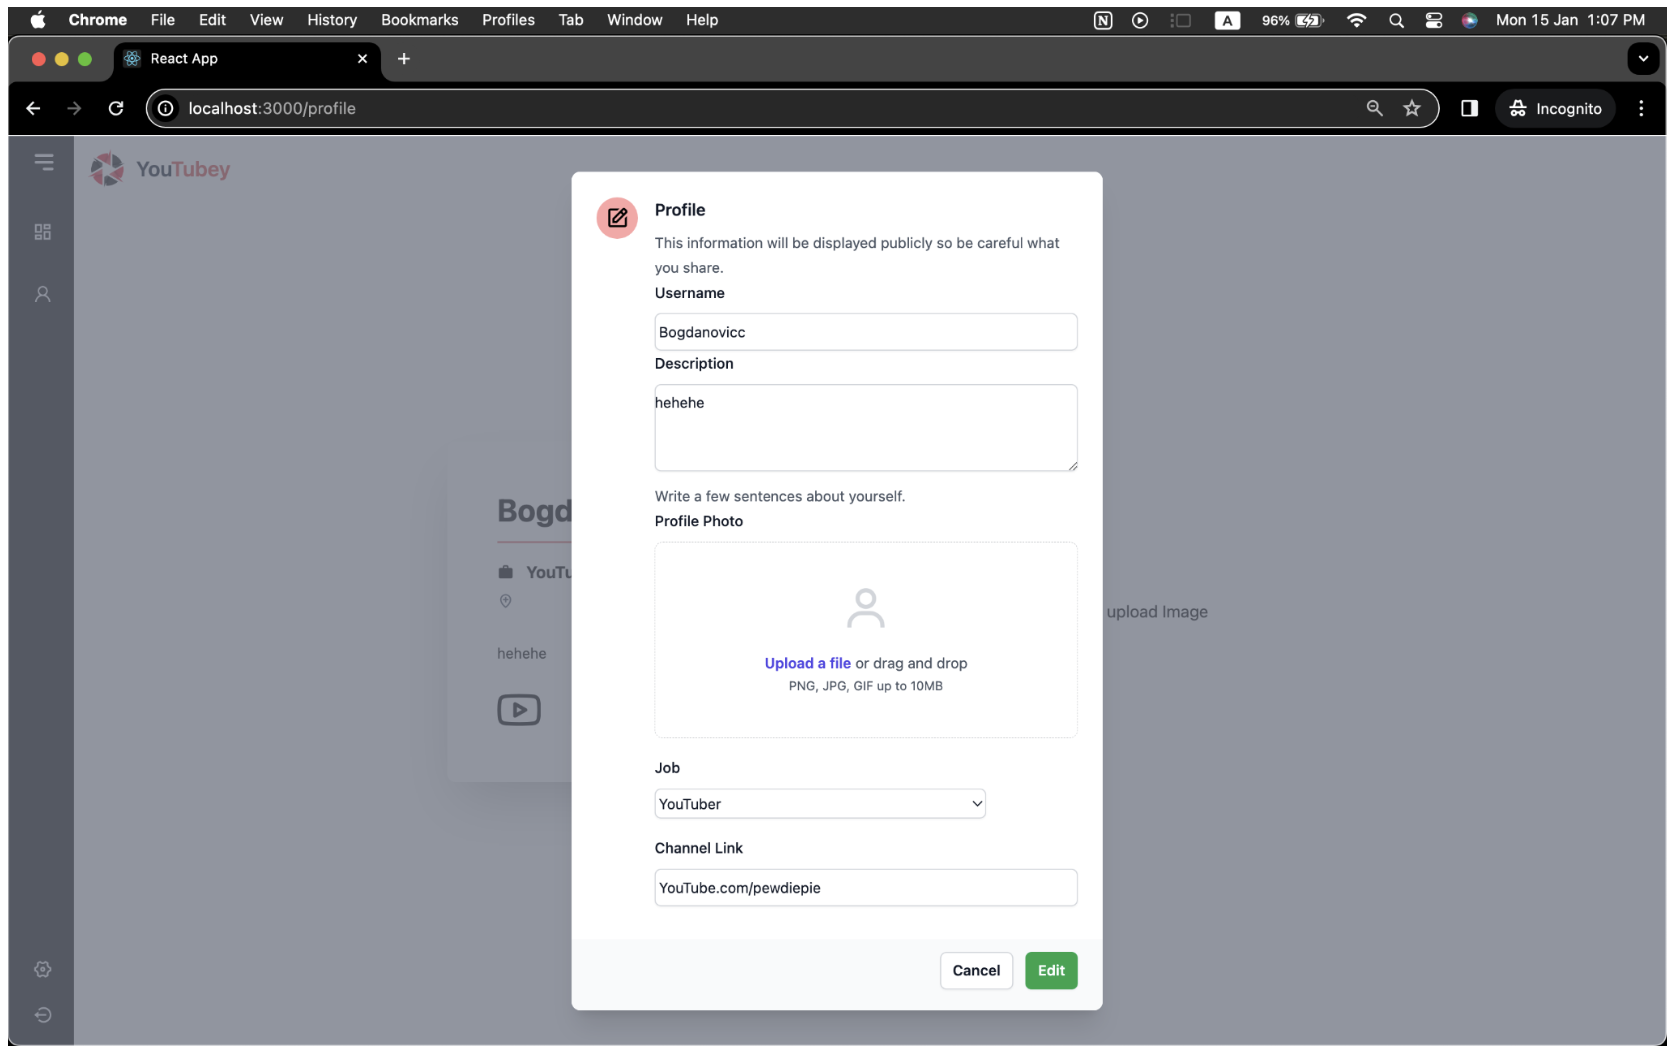 Chrome File Edit View History Bookmarks Profiles Tab Window Help N A 96% Mon 15 Jan 1:07 PM
React App
localhost:3000/profile Incognito
YouTubey
Profile
This information will be displayed publicly so be careful what
you share.
Username
Bogdanovicc
Description
hehehe
Write a few sentences about yourself.
Profile Photo
Upload a file or drag and drop
PNG, JPG, GIF up to 10MB
Job
YouTuber
Channel Link
YouTube.com/pewdiepie
Cancel Edit
Bogd
YouTu
hehehe
upload Image